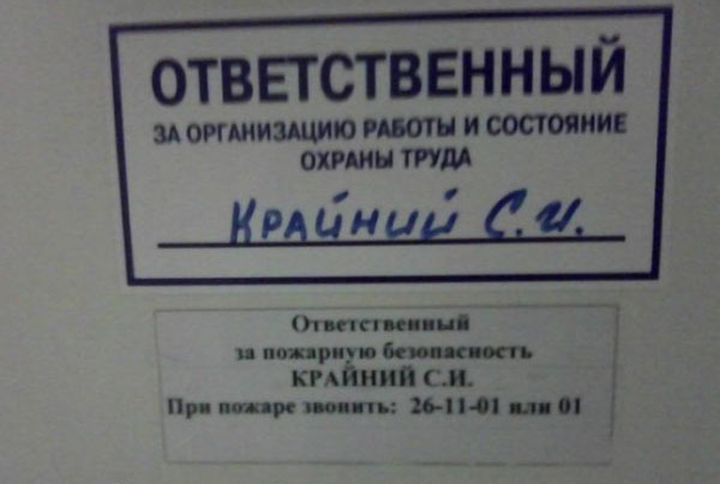 ОТВЕТСТВЕННЫЙ
ЗА ОРГАНИЗАЦИЮ РАБОТЫ И СОСТОЯНИЕ
ОХРАНЫ ТРУДА
КРАЙНИЙ С.И.
Ответственный
за пожарную безопасность
КРАЙНИЙ С.И.
При пожаре звонить: 26-11-01 или 01